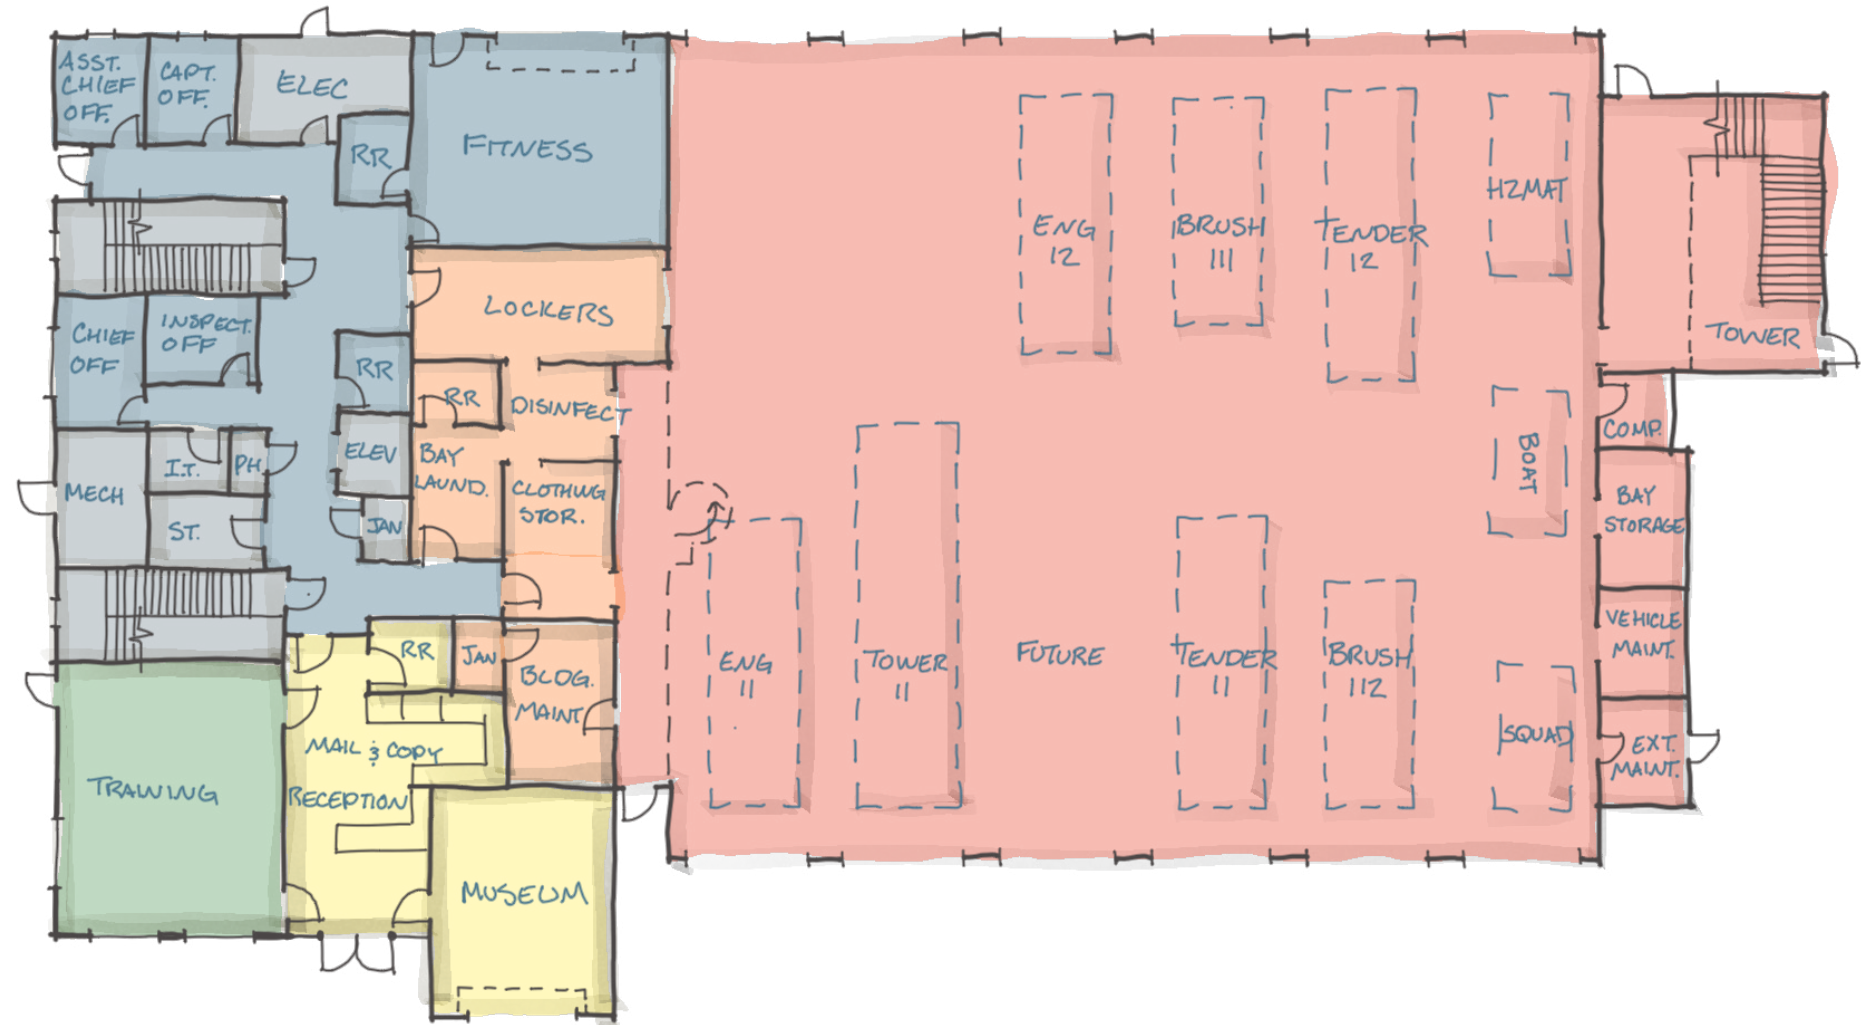 ASST.
CHIEF
OFF.
CAPT.
OFF.
ELEC
RR
FITNESS
CHIEF
OFF
INSPECT.
OFF
RR
LOCKERS
RR
DISINFECT
MECH
I.T.
PH
ELEV
BAY
LAUND.
CLOTHING
STOR.
ST.
JAN
RR
JAN
BLDG.
MAINT
MAIL & COPY
RECEPTION
TRAINING
MUSEUM
ENG
12
BRUSH
111
TENDER
12
HZMAT
TOWER
BOAT
COMP.
BAY
STORAGE
ENG
11
TOWER
11
FUTURE
TENDER
11
BRUSH
112
SQUAD
VEHICLE
MAINT.
EXT.
MAINT.